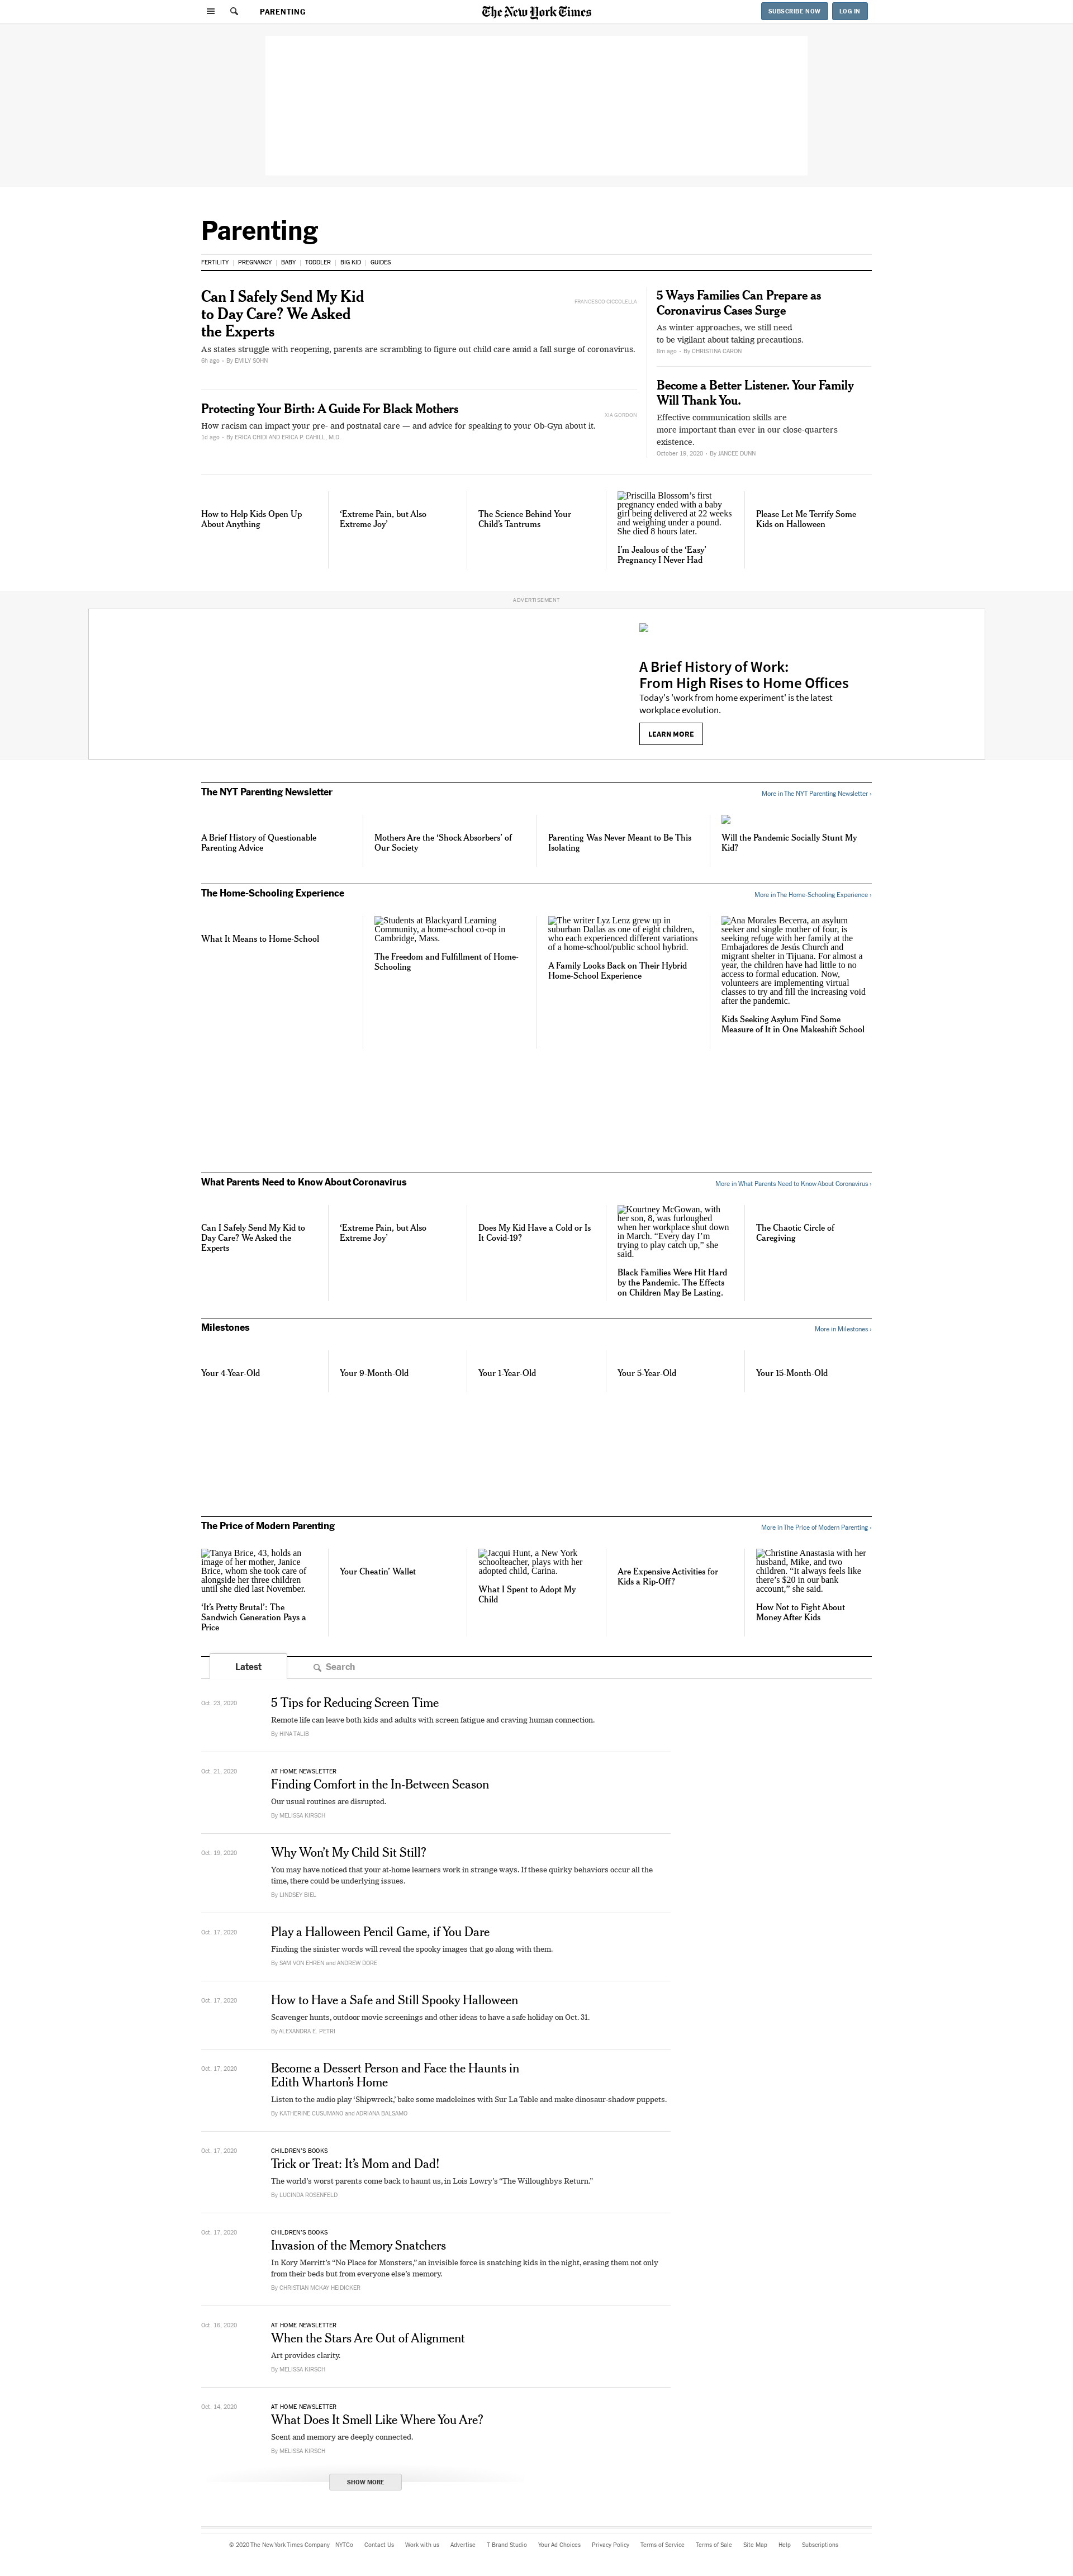 PARENTING
The New York Times
SUBSCRIBE NOW
LOG IN
Parenting
FERTILITY
PREGNANCY
BABY
TODDLER
BIG KID
GUIDES
Can I Safely Send My Kid
to Day Care? We Asked
the Experts
As states struggle with reopening, parents are scrambling to figure out child care amid a fall surge of coronavirus.
6h ago - By EMILY SOHN
FRANCESCO CICCOLELLA
Protecting Your Birth: A Guide For Black Mothers
How racism can impact your pre- and postnatal care — and advice for speaking to your Ob-Gyn about it.
1d ago - By ERICA CHIDI AND ERICA P. CAHILL, M.D.
XIA GORDON
5 Ways Families Can Prepare as
Coronavirus Cases Surge
As winter approaches, we still need
to be vigilant about taking precautions.
8m ago - By CHRISTINA CARON
Become a Better Listener. Your Family
Will Thank You.
Effective communication skills are
more important than ever in our close-quarters
existence.
October 19, 2020 - By JANCEE DUNN
How to Help Kids Open Up
About Anything
‘Extreme Pain, but Also
Extreme Joy’
The Science Behind Your
Child’s Tantrums
Priscilla Blossom’s first
pregnancy ended with a baby
girl being delivered at 22 weeks
and weighing under a pound.
She died 8 hours later.
I’m Jealous of the ‘Easy’
Pregnancy I Never Had
Please Let Me Terrify Some
Kids on Halloween
ADVERTISEMENT
A Brief History of Work:
From High Rises to Home Offices
Today's 'work from home experiment' is the latest
workplace evolution.
LEARN MORE
The NYT Parenting Newsletter
More in The NYT Parenting Newsletter ›
A Brief History of Questionable
Parenting Advice
Mothers Are the ‘Shock Absorbers’ of
Our Society
Parenting Was Never Meant to Be This
Isolating
Will the Pandemic Socially Stunt My
Kid?
The Home-Schooling Experience
More in The Home-Schooling Experience ›
What It Means to Home-School
Students at Blackyard Learning
Community, a home-school co-op in
Cambridge, Mass.
The Freedom and Fulfillment of Home-
Schooling
The writer Lyz Lenz grew up in
suburban Dallas as one of eight children,
who each experienced different variations
of a home-school/public school hybrid.
A Family Looks Back on Their Hybrid
Home-School Experience
Ana Morales Becerra, an asylum
seeker and single mother of four, is
seeking refuge with her family at the
Embajadores de Jesús Church and
migrant shelter in Tijuana. For almost a
year, the children have had little to no
access to formal education. Now,
volunteers are implementing virtual
classes to try and fill the increasing void
after the pandemic.
Kids Seeking Asylum Find Some
Measure of It in One Makeshift School
What Parents Need to Know About Coronavirus
More in What Parents Need to Know About Coronavirus ›
Can I Safely Send My Kid to
Day Care? We Asked the
Experts
‘Extreme Pain, but Also
Extreme Joy’
Does My Kid Have a Cold or Is
It Covid-19?
Kourtney McGowan, with
her son, 8, was furloughed
when her workplace shut down
in March. “Every day I’m
trying to play catch up,” she
said.
Black Families Were Hit Hard
by the Pandemic. The Effects
on Children May Be Lasting.
The Chaotic Circle of
Caregiving
Milestones
More in Milestones ›
Your 4-Year-Old
Your 9-Month-Old
Your 1-Year-Old
Your 5-Year-Old
Your 15-Month-Old
The Price of Modern Parenting
More in The Price of Modern Parenting ›
Tanya Brice, 43, holds an
image of her mother, Janice
Brice, whom she took care of
alongside her three children
until she died last November.
‘It’s Pretty Brutal’: The
Sandwich Generation Pays a
Price
Your Cheatin’ Wallet
Jacqui Hunt, a New York
schoolteacher, plays with her
adopted child, Carina.
What I Spent to Adopt My
Child
Are Expensive Activities for
Kids a Rip-Off?
Christine Anastasia with her
husband, Mike, and two
children. “It always feels like
there’s $20 in our bank
account,” she said.
How Not to Fight About
Money After Kids
Latest
Search
Oct. 23, 2020
5 Tips for Reducing Screen Time
Remote life can leave both kids and adults with screen fatigue and craving human connection.
By HINA TALIB
Oct. 21, 2020
AT HOME NEWSLETTER
Finding Comfort in the In-Between Season
Our usual routines are disrupted.
By MELISSA KIRSCH
Oct. 19, 2020
Why Won’t My Child Sit Still?
You may have noticed that your at-home learners work in strange ways. If these quirky behaviors occur all the
time, there could be underlying issues.
By LINDSEY BIEL
Oct. 17, 2020
Play a Halloween Pencil Game, if You Dare
Finding the sinister words will reveal the spooky images that go along with them.
By SAM VON EHREN and ANDREW DORE
Oct. 17, 2020
How to Have a Safe and Still Spooky Halloween
Scavenger hunts, outdoor movie screenings and other ideas to have a safe holiday on Oct. 31.
By ALEXANDRA E. PETRI
Oct. 17, 2020
Become a Dessert Person and Face the Haunts in
Edith Wharton’s Home
Listen to the audio play ‘Shipwreck,’ bake some madeleines with Sur La Table and make dinosaur-shadow puppets.
By KATHERINE CUSUMANO and ADRIANA BALSAMO
Oct. 17, 2020
CHILDREN’S BOOKS
Trick or Treat: It’s Mom and Dad!
The world’s worst parents come back to haunt us, in Lois Lowry’s “The Willoughbys Return.”
By LUCINDA ROSENFELD
Oct. 17, 2020
CHILDREN’S BOOKS
Invasion of the Memory Snatchers
In Kory Merritt’s “No Place for Monsters,” an invisible force is snatching kids in the night, erasing them not only
from their beds but from everyone else’s memory.
By CHRISTIAN MCKAY HEIDICKER
Oct. 16, 2020
AT HOME NEWSLETTER
When the Stars Are Out of Alignment
Art provides clarity.
By MELISSA KIRSCH
Oct. 14, 2020
AT HOME NEWSLETTER
What Does It Smell Like Where You Are?
Scent and memory are deeply connected.
By MELISSA KIRSCH
SHOW MORE
© 2020 The New York Times Company
NYTCo
Contact Us
Work with us
Advertise
T Brand Studio
Your Ad Choices
Privacy Policy
Terms of Service
Terms of Sale
Site Map
Help
Subscriptions